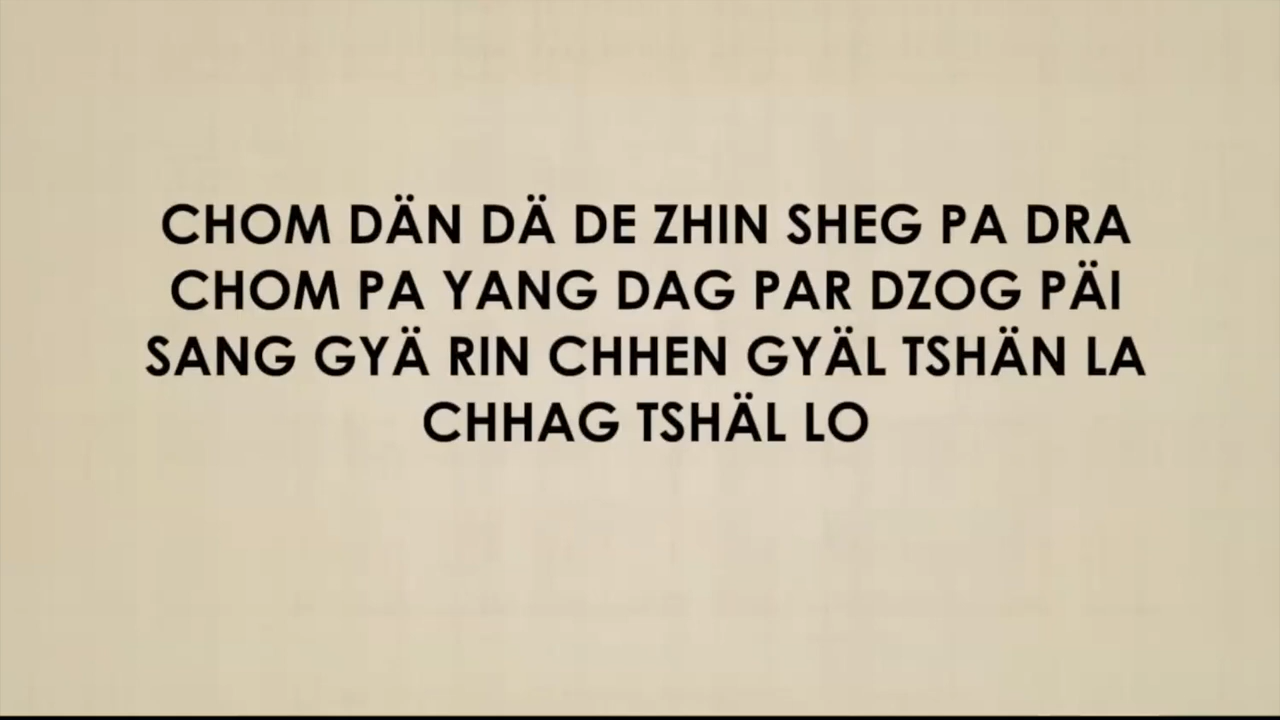 CHOM DÄN DÄ DE ZHIN SHEG PA DRA
CHOM PA YANG DAG PAR DZOG PÄI
SANG GYÄ RIN CHHEN GYÄL TSHÄN LA
CHHAG TSHÄL LO